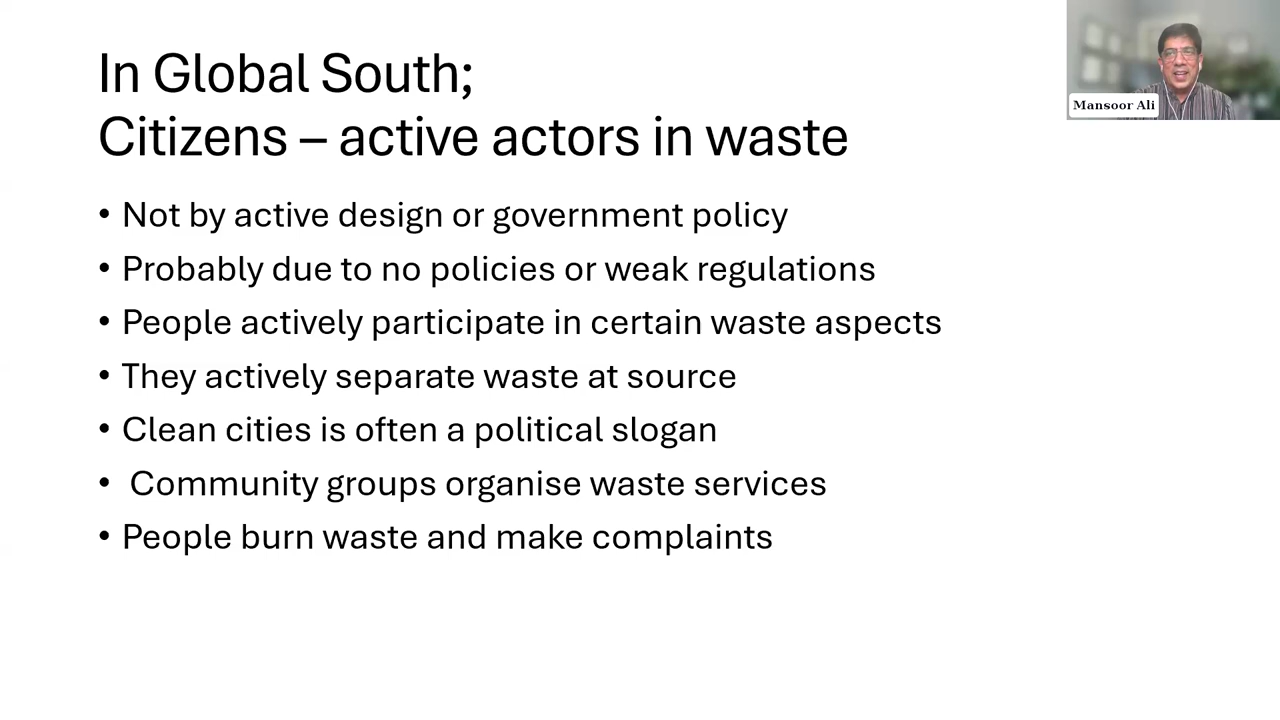 In Global South;
Citizens – active actors in waste
Mansoor Ali
• Not by active design or government policy
• Probably due to no policies or weak regulations
• People actively participate in certain waste aspects
• They actively separate waste at source
• Clean cities is often a political slogan
• Community groups organise waste services
• People burn waste and make complaints